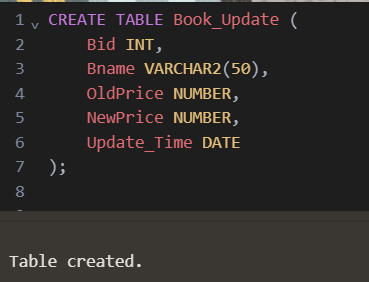 1 CREATE TABLE Book_Update (
2 Bid INT,
3 Bname VARCHAR2(50),
4 OldPrice NUMBER,
5 NewPrice NUMBER,
6 Update_Time DATE
7 );
8
Table created.